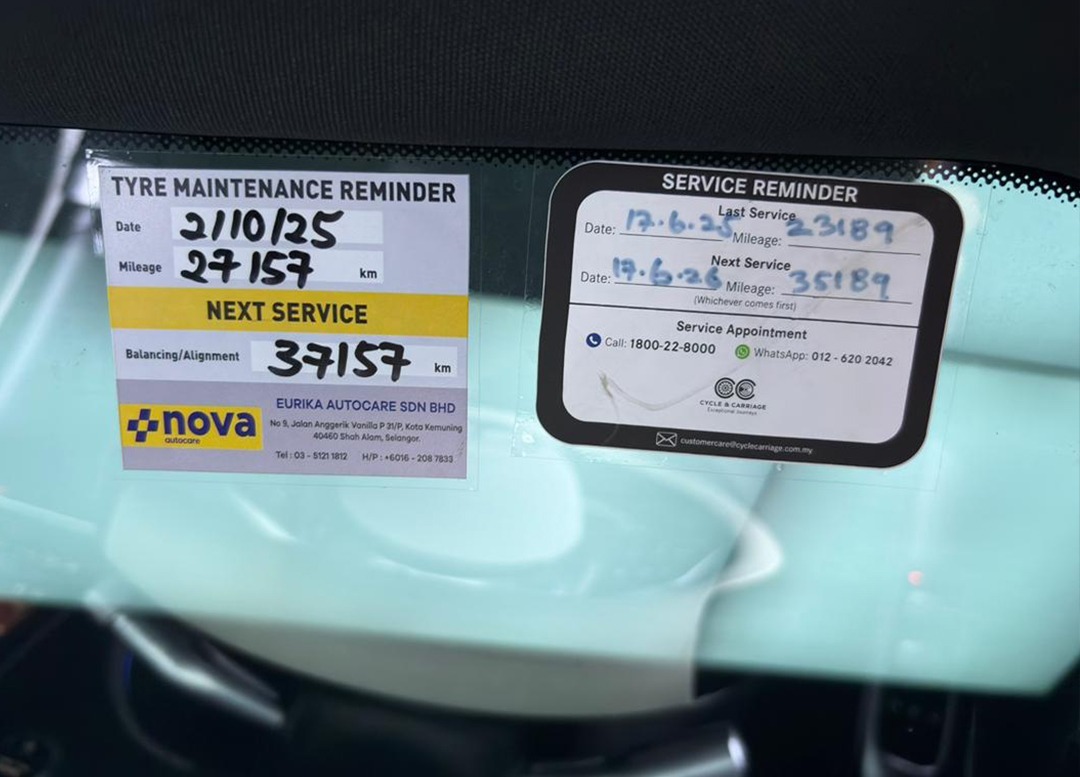 TYRE MAINTENANCE REMINDER
Date 2/10/25
Mileage 27157 km
NEXT SERVICE
Balancing/Alignment 37157 km
nova
autocare
EURIKA AUTOCARE SDN BHD
No 9, Jalan Anggerik Vanilla P 31/P, Kota Kemuning
40460 Shah Alam, Selangor.
Tel : 03 - 5121 1812 H/P : +6016 - 208 7833
SERVICE REMINDER
Last Service
Date: 17.6.25 Mileage: 23189
Next Service
Date: 17.6.26 Mileage: 35189
(Whichever comes first)
Service Appointment
Call: 1800-22-8000 WhatsApp: 012 - 620 2042
CYCLE & CARRIAGE
Exceptional Journeys
customercare@cyclecarriage.com.my